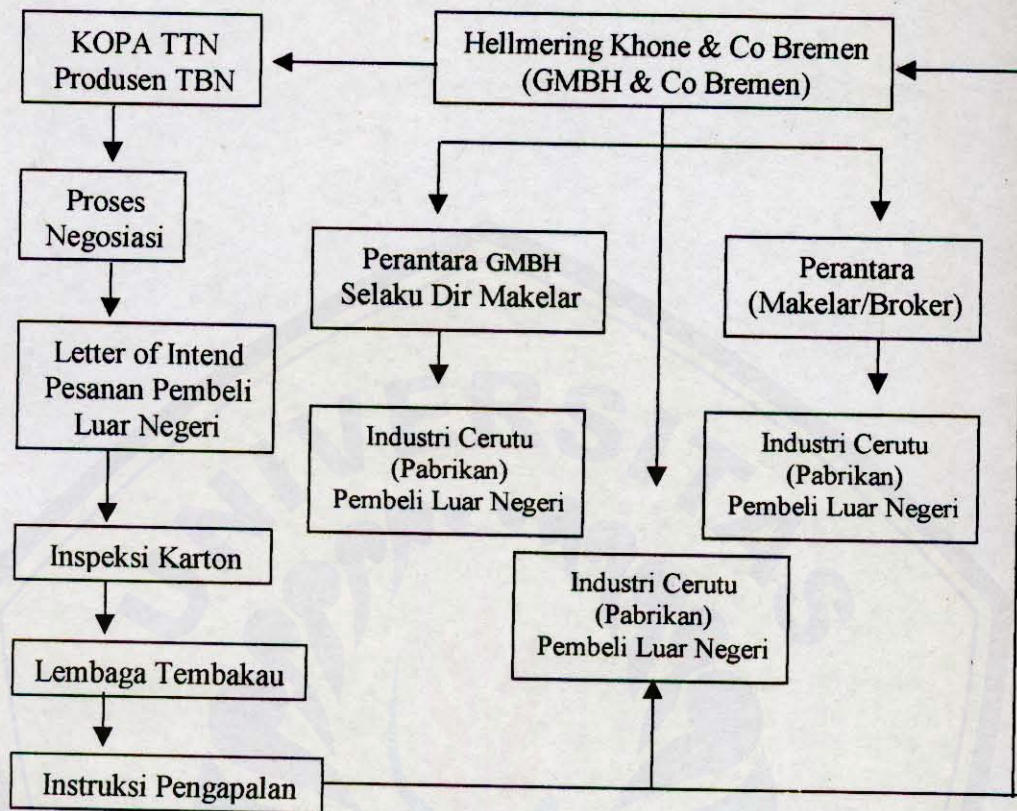 KOPA TTN
Produsen TBN
Hellmering Khone & Co Bremen
(GMBH & Co Bremen)
Proses
Negosiasi
Perantara GMBH
Selaku Dir Makelar
Perantara
(Makelar/Broker)
Letter of Intend
Pesanan Pembeli
Luar Negeri
Industri Cerutu
(Pabrikan)
Pembeli Luar Negeri
Industri Cerutu
(Pabrikan)
Pembeli Luar Negeri
Inspeksi Karton
Industri Cerutu
(Pabrikan)
Pembeli Luar Negeri
Lembaga Tembakau
Instruksi Pengapalan
UNIVERSITAS